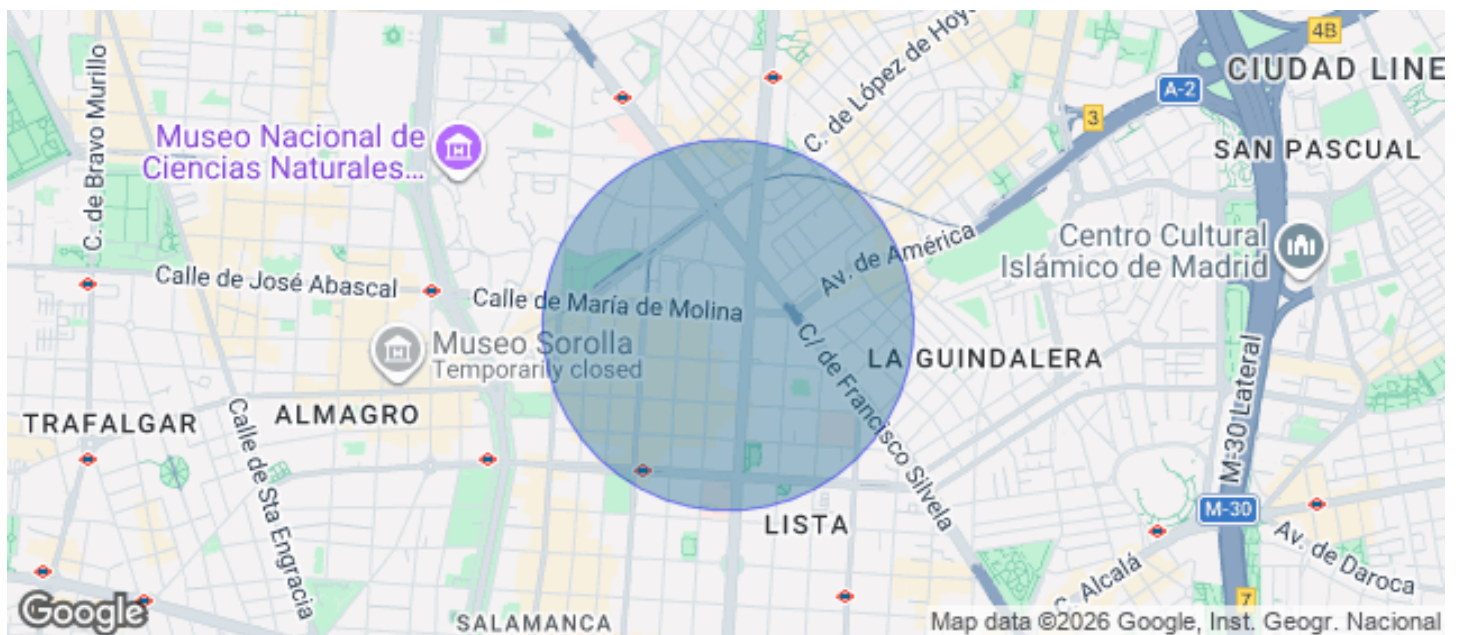 4B
C. de López de Hoyo
CIUDAD LINE
A-2
C. de Bravo Murillo
3
Museo Nacional de
Ciencias Naturales...
SAN PASCUAL
Centro Cultural
Islámico de Madrid
Av. de América
Calle de José Abascal
Calle de María de Molina
Museo Sorolla
Temporarily closed
C/ de Francisco Silvela
LA GUINDALERA
M-30 Lateral
TRAFALGAR
ALMAGRO
Calle de Sta Engracia
LISTA
M-30
Av. de Daroca
C. Alcalá
7
Google
SALAMANCA
Map data ©2026 Google, Inst. Geogr. Nacional